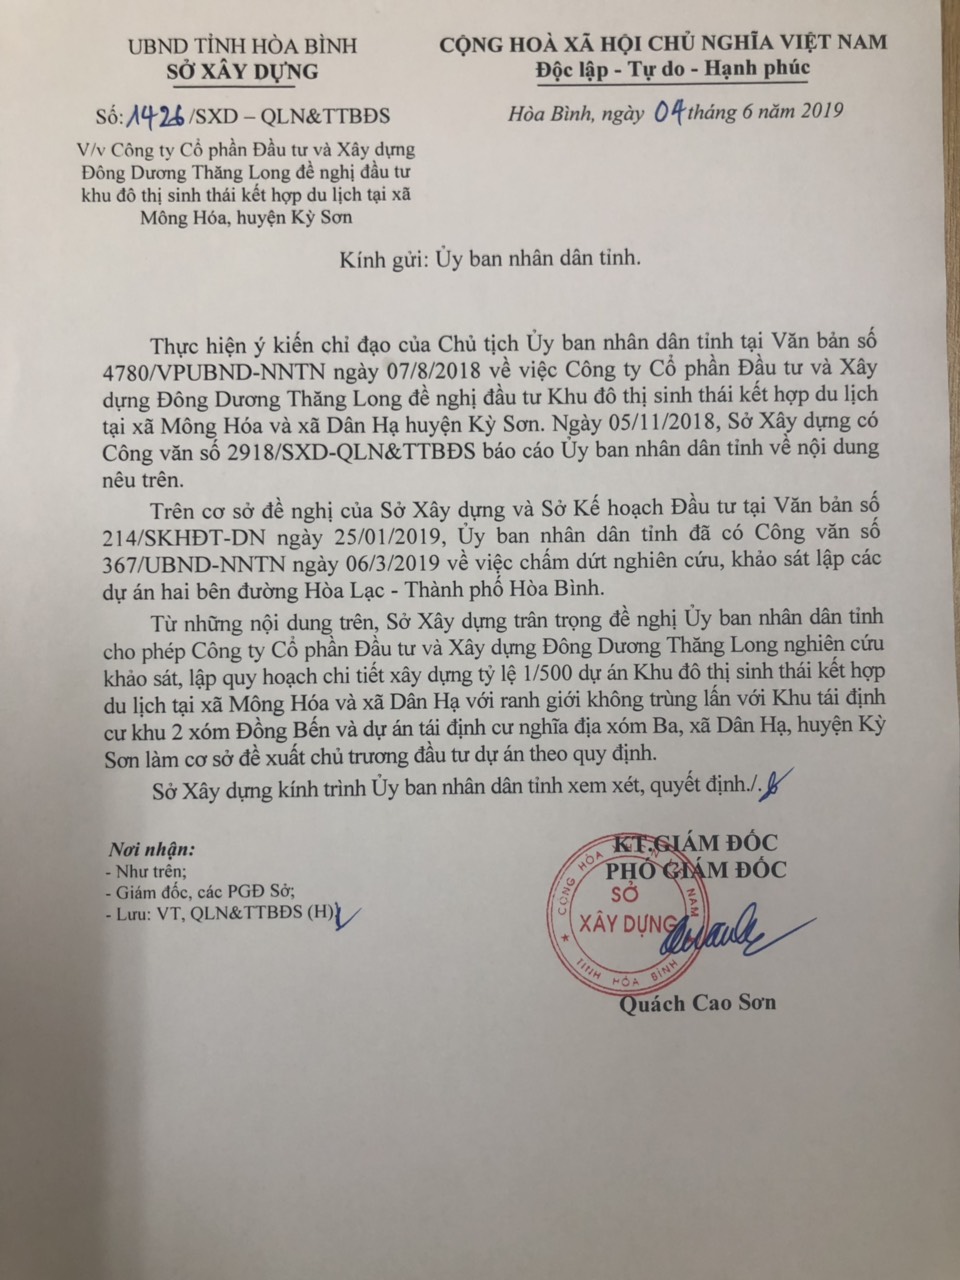 UBND TỈNH HÒA BÌNH
SỞ XÂY DỰNG
CỘNG HOÀ XÃ HỘI CHỦ NGHĨA VIỆT NAM
Độc lập - Tự do - Hạnh phúc
Số: 1426 /SXD – QLN&TTBĐS
Hòa Bình, ngày 04 tháng 6 năm 2019
V/v Công ty Cổ phần Đầu tư và Xây dựng
Đông Dương Thăng Long đề nghị đầu tư
khu đô thị sinh thái kết hợp du lịch tại xã
Mông Hóa, huyện Kỳ Sơn
Kính gửi: Ủy ban nhân dân tỉnh.
Thực hiện ý kiến chỉ đạo của Chủ tịch Ủy ban nhân dân tỉnh tại Văn bản số
4780/VPUBND-NNTN ngày 07/8/2018 về việc Công ty Cổ phần Đầu tư và Xây
dựng Đông Dương Thăng Long đề nghị đầu tư Khu đô thị sinh thái kết hợp du lịch
tại xã Mông Hóa và xã Dân Hạ huyện Kỳ Sơn. Ngày 05/11/2018, Sở Xây dựng có
Công văn số 2918/SXD-QLN&TTBĐS báo cáo Ủy ban nhân dân tỉnh về nội dung
nêu trên.
Trên cơ sở đề nghị của Sở Xây dựng và Sở Kế hoạch Đầu tư tại Văn bản số
214/SKHĐT-DN ngày 25/01/2019, Ủy ban nhân dân tỉnh đã có Công văn số
367/UBND-NNTN ngày 06/3/2019 về việc chấm dứt nghiên cứu, khảo sát lập các
dự án hai bên đường Hòa Lạc - Thành phố Hòa Bình.
Từ những nội dung trên, Sở Xây dựng trân trọng đề nghị Ủy ban nhân dân tỉnh
cho phép Công ty Cổ phần Đầu tư và Xây dựng Đông Dương Thăng Long nghiên cứu
khảo sát, lập quy hoạch chi tiết xây dựng tỷ lệ 1/500 dự án Khu đô thị sinh thái kết hợp
du lịch tại xã Mông Hóa và xã Dân Hạ với ranh giới không trùng lấn với Khu tái định
cư khu 2 xóm Đồng Bến và dự án tái định cư nghĩa địa xóm Ba, xã Dân Hạ, huyện Kỳ
Sơn làm cơ sở đề xuất chủ trương đầu tư dự án theo quy định.
Sở Xây dựng kính trình Ủy ban nhân dân tỉnh xem xét, quyết định./.
Nơi nhận:
- Như trên;
- Giám đốc, các PGĐ Sở;
- Lưu: VT, QLN&TTBĐS (H)
KT.GIÁM ĐỐC
PHÓ GIÁM ĐỐC
SỞ
XÂY DỰNG
TỈNH HÒA BÌNH
Quách Cao Sơn